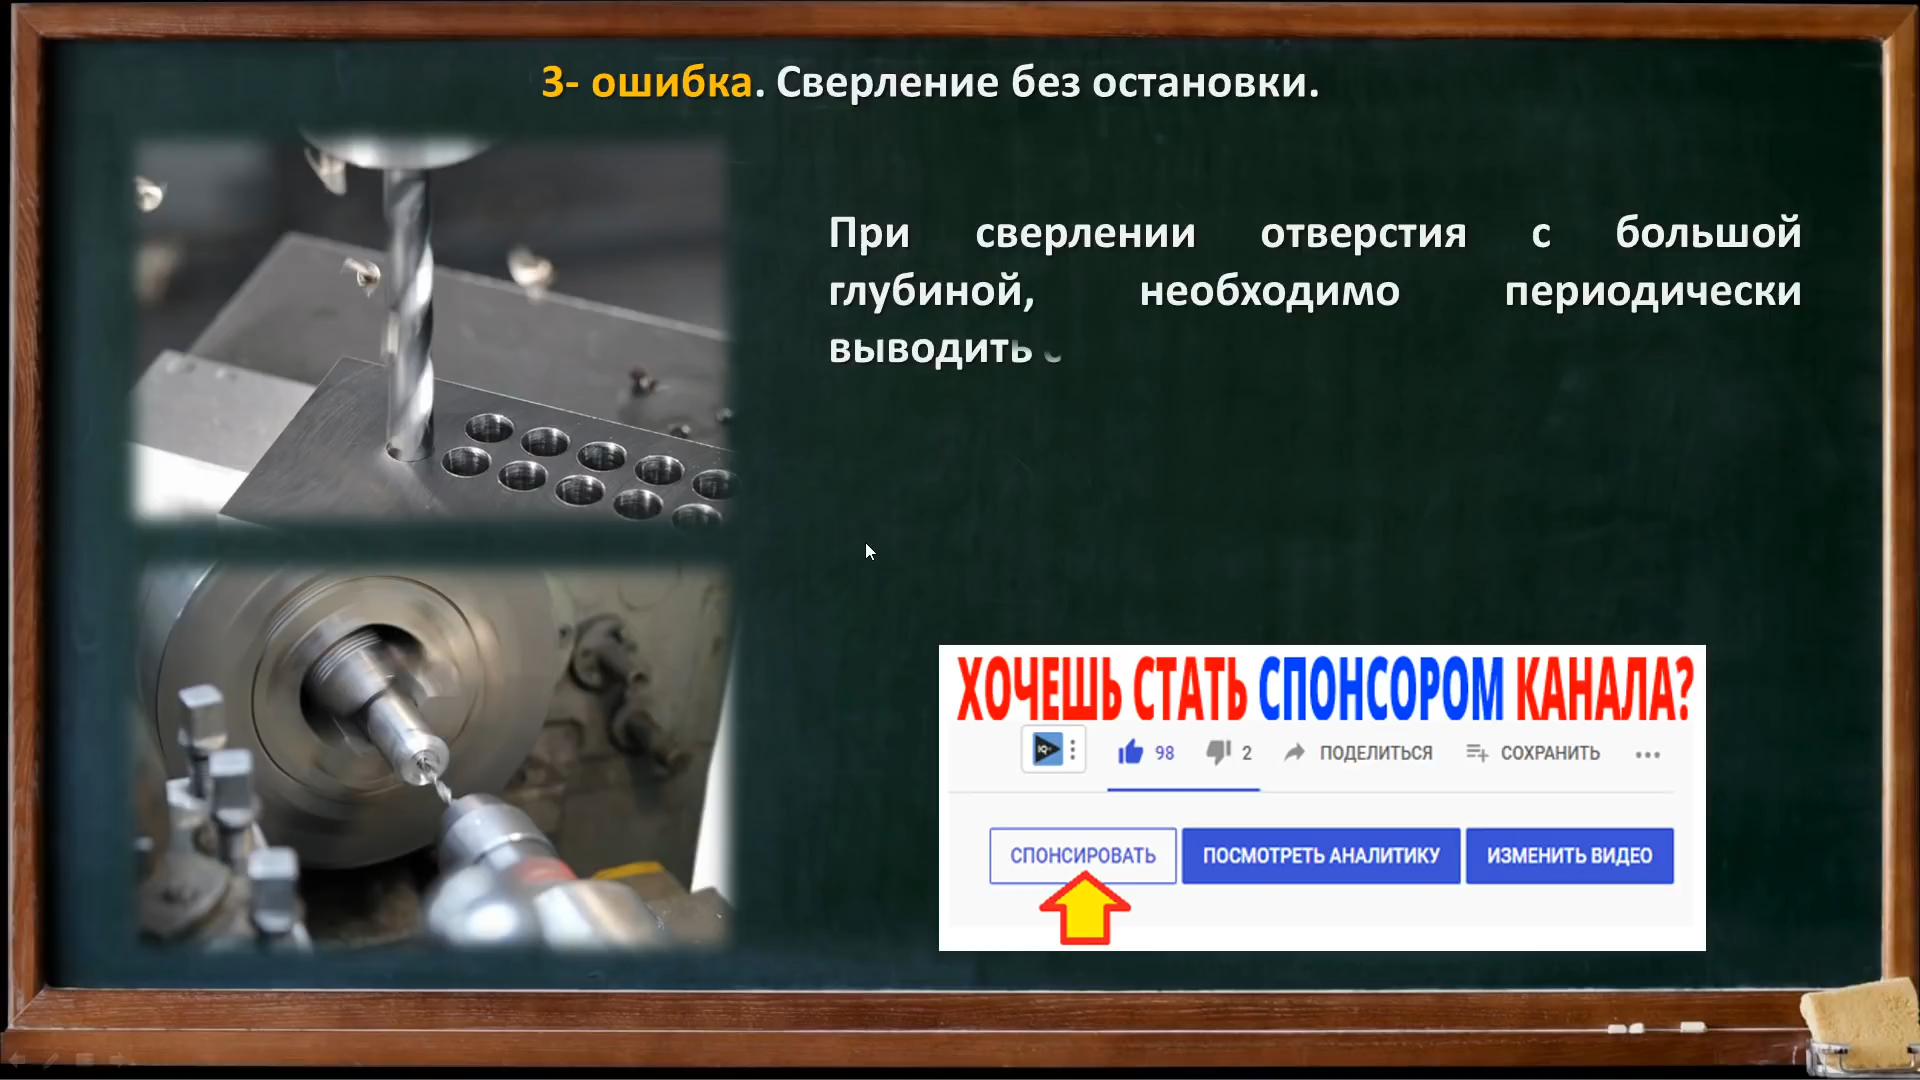 3- ошибка. Сверление без остановки.
При сверлении отверстия с большой
глубиной, необходимо периодически
выводить
ХОЧЕШЬ СТАТЬ СПОНСОРОМ КАНАЛА?
98 2 ПОДЕЛИТЬСЯ СОХРАНИТЬ
СПОНСИРОВАТЬ ПОСМОТРЕТЬ АНАЛИТИКУ ИЗМЕНИТЬ ВИДЕО